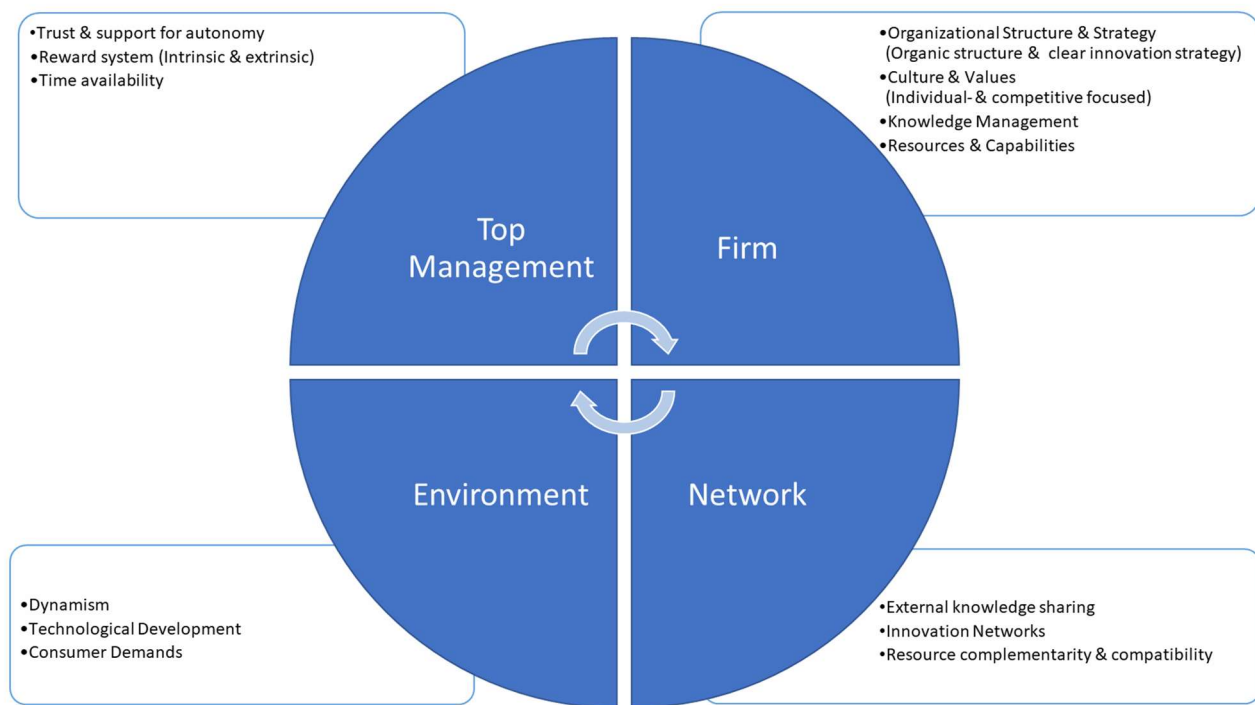 •Trust & support for autonomy
•Reward system (Intrinsic & extrinsic)
•Time availability
•Organizational Structure & Strategy
(Organic structure & clear innovation strategy)
•Culture & Values
(Individual- & competitive focused)
•Knowledge Management
•Resources & Capabilities
Top
Management
Firm
Environment
Network
•Dynamism
•Technological Development
•Consumer Demands
•External knowledge sharing
•Innovation Networks
•Resource complementarity & compatibility